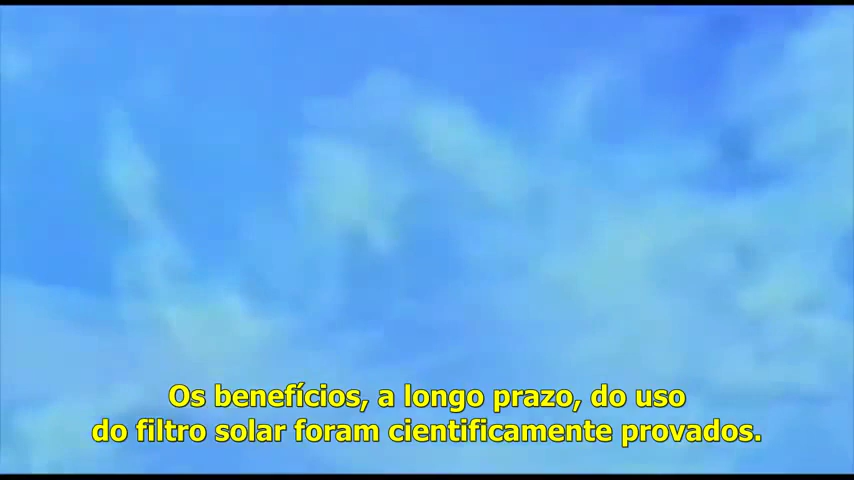 Os benefícios, a longo prazo, do uso
do filtro solar foram cientificamente provados.